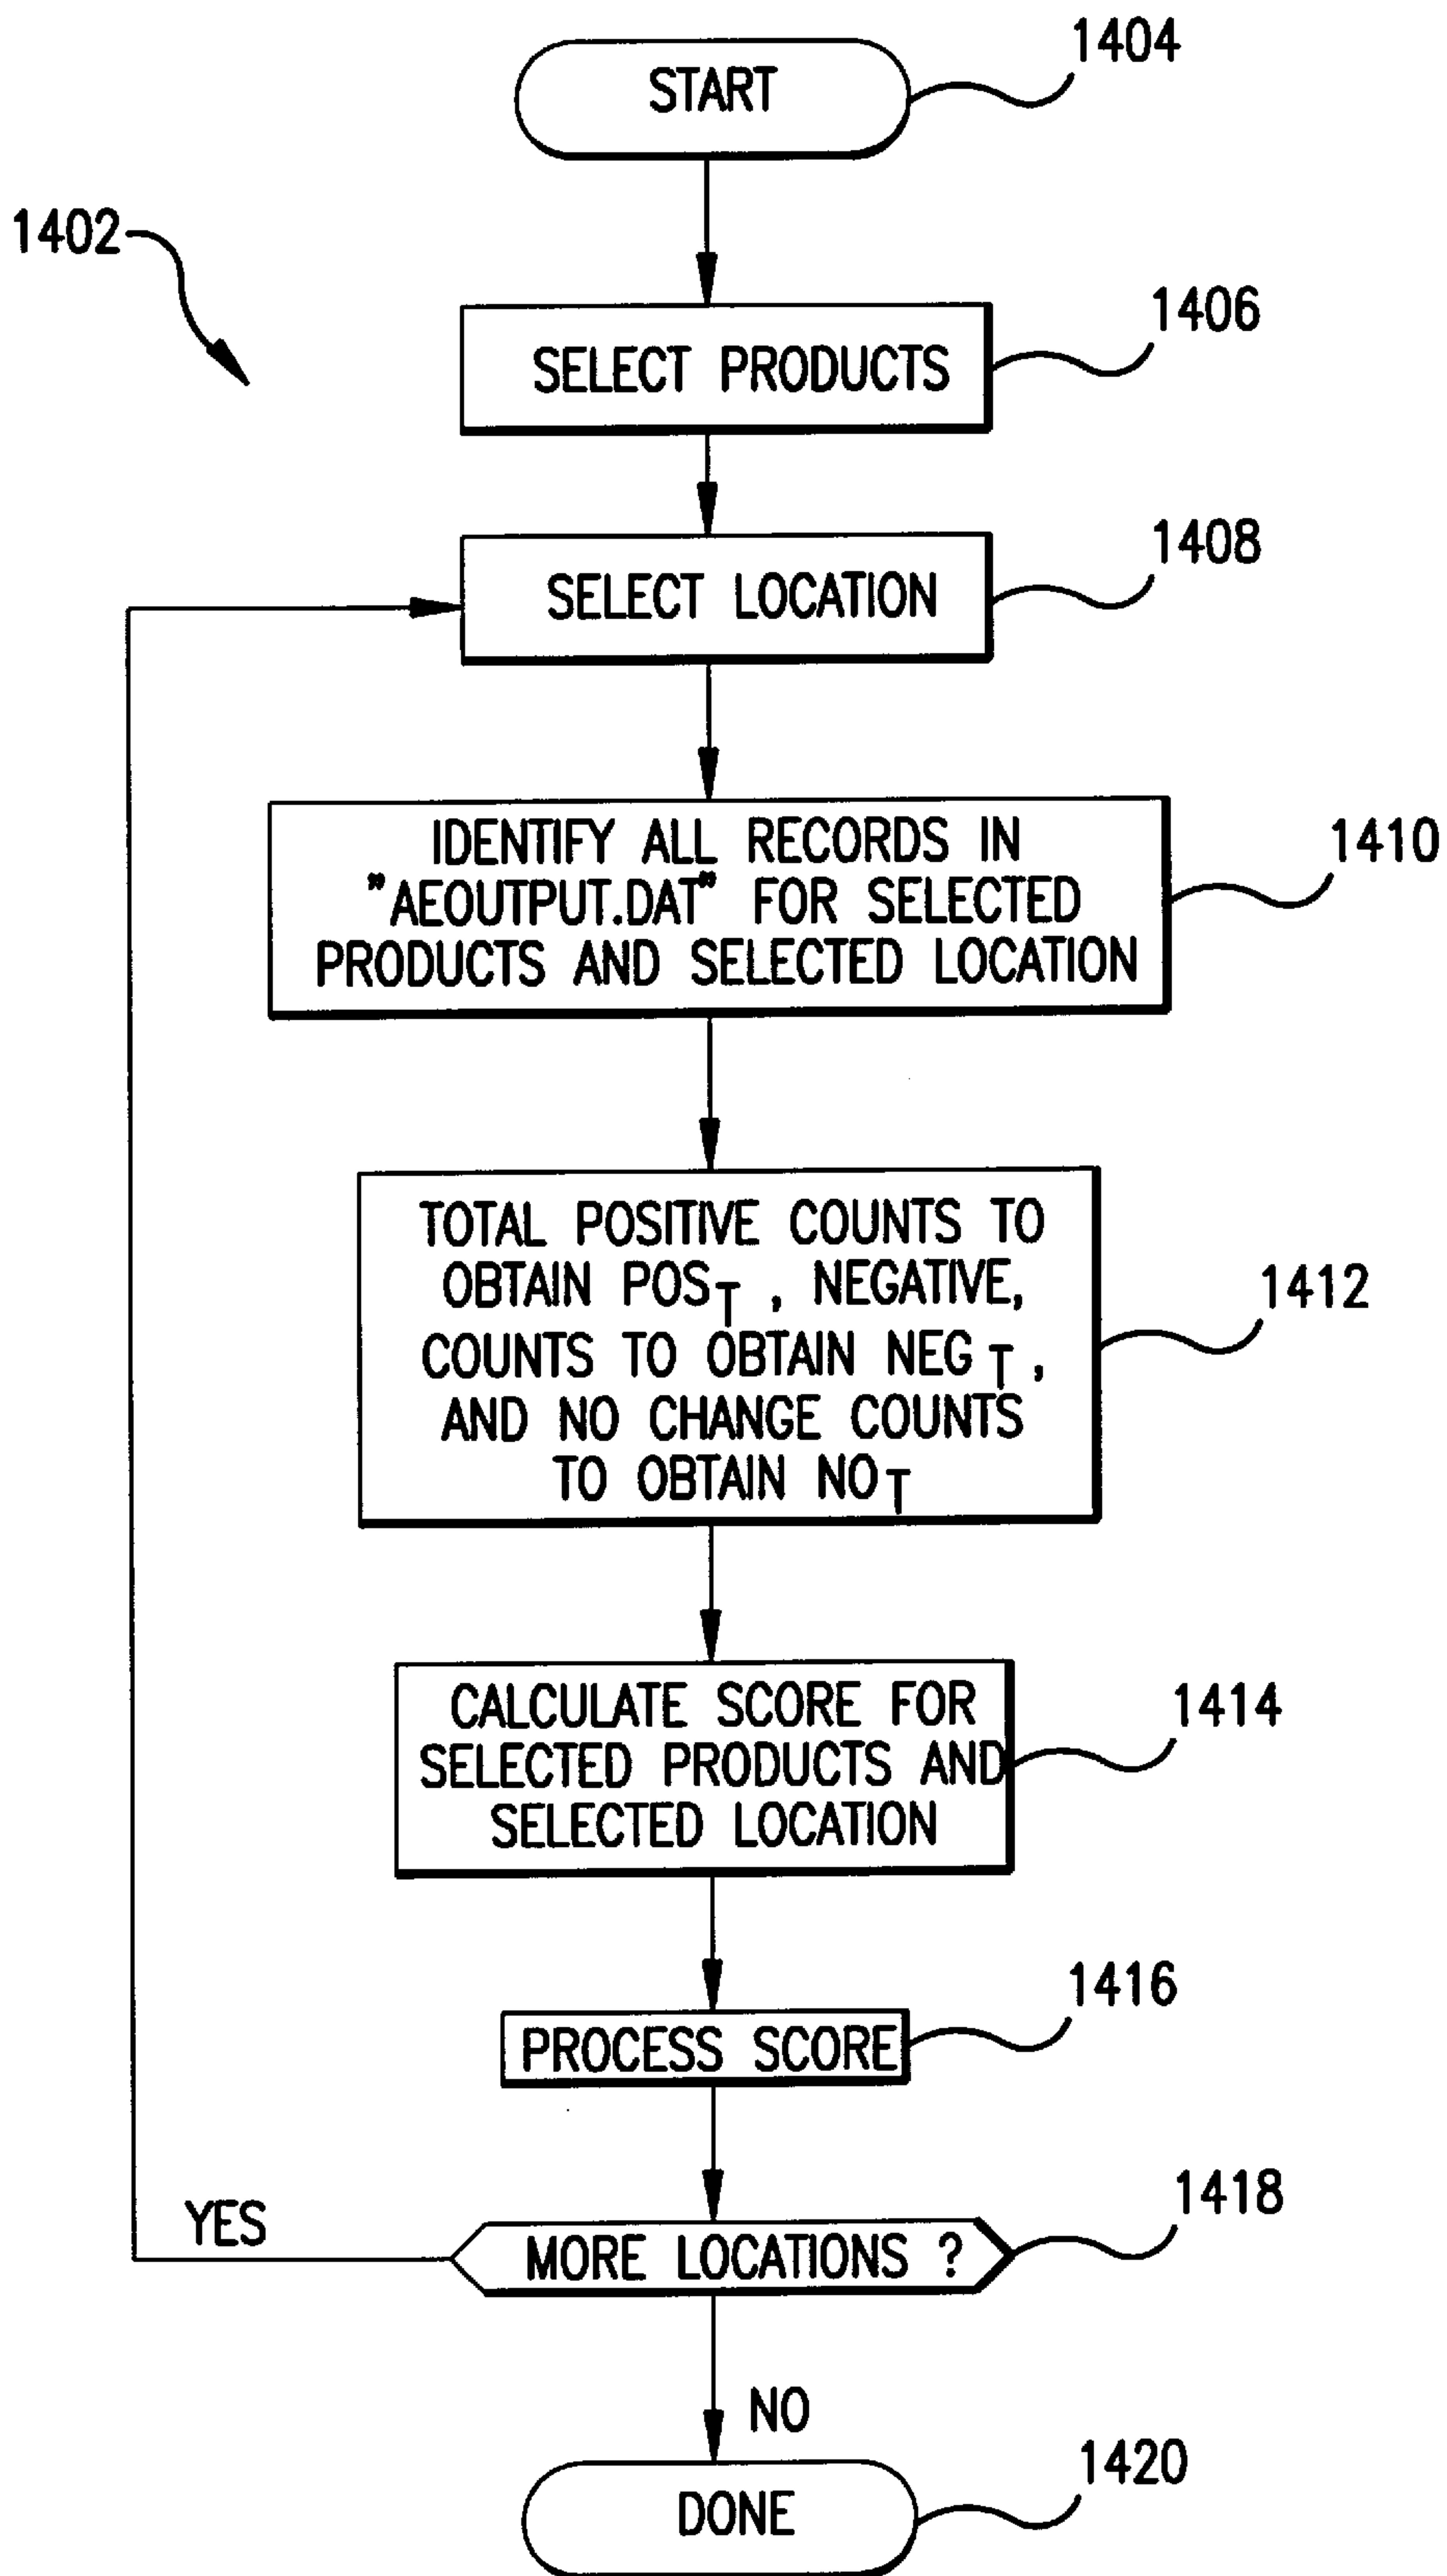 START
1404
1402
SELECT PRODUCTS
1406
SELECT LOCATION
1408
IDENTIFY ALL RECORDS IN
"AEOUTPUT.DAT" FOR SELECTED
PRODUCTS AND SELECTED LOCATION
1410
TOTAL POSITIVE COUNTS TO
OBTAIN POST , NEGATIVE,
COUNTS TO OBTAIN NEG T ,
AND NO CHANGE COUNTS
TO OBTAIN NOT
1412
CALCULATE SCORE FOR
SELECTED PRODUCTS AND
SELECTED LOCATION
1414
PROCESS SCORE
1416
MORE LOCATIONS ?
1418
YES
NO
DONE
1420